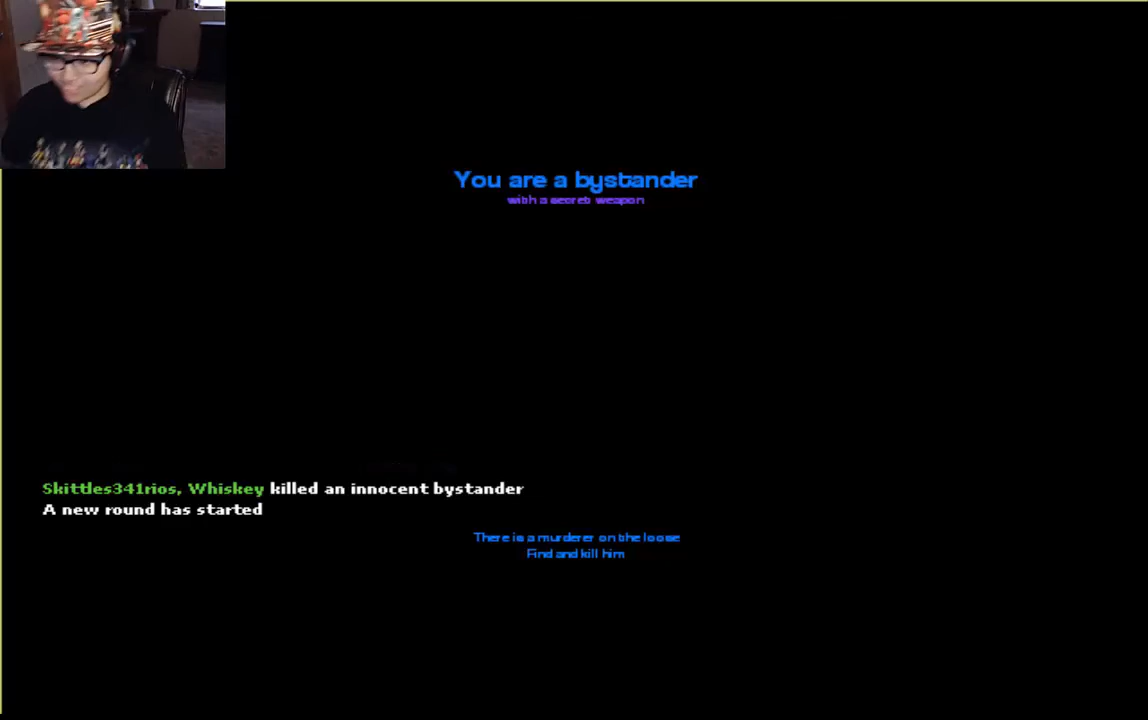 You are a bystander
with a secret weapon
Skittles341rios, Whiskey killed an innocent bystander
A new round has started
There is a murderer on the loose
Find and kill him